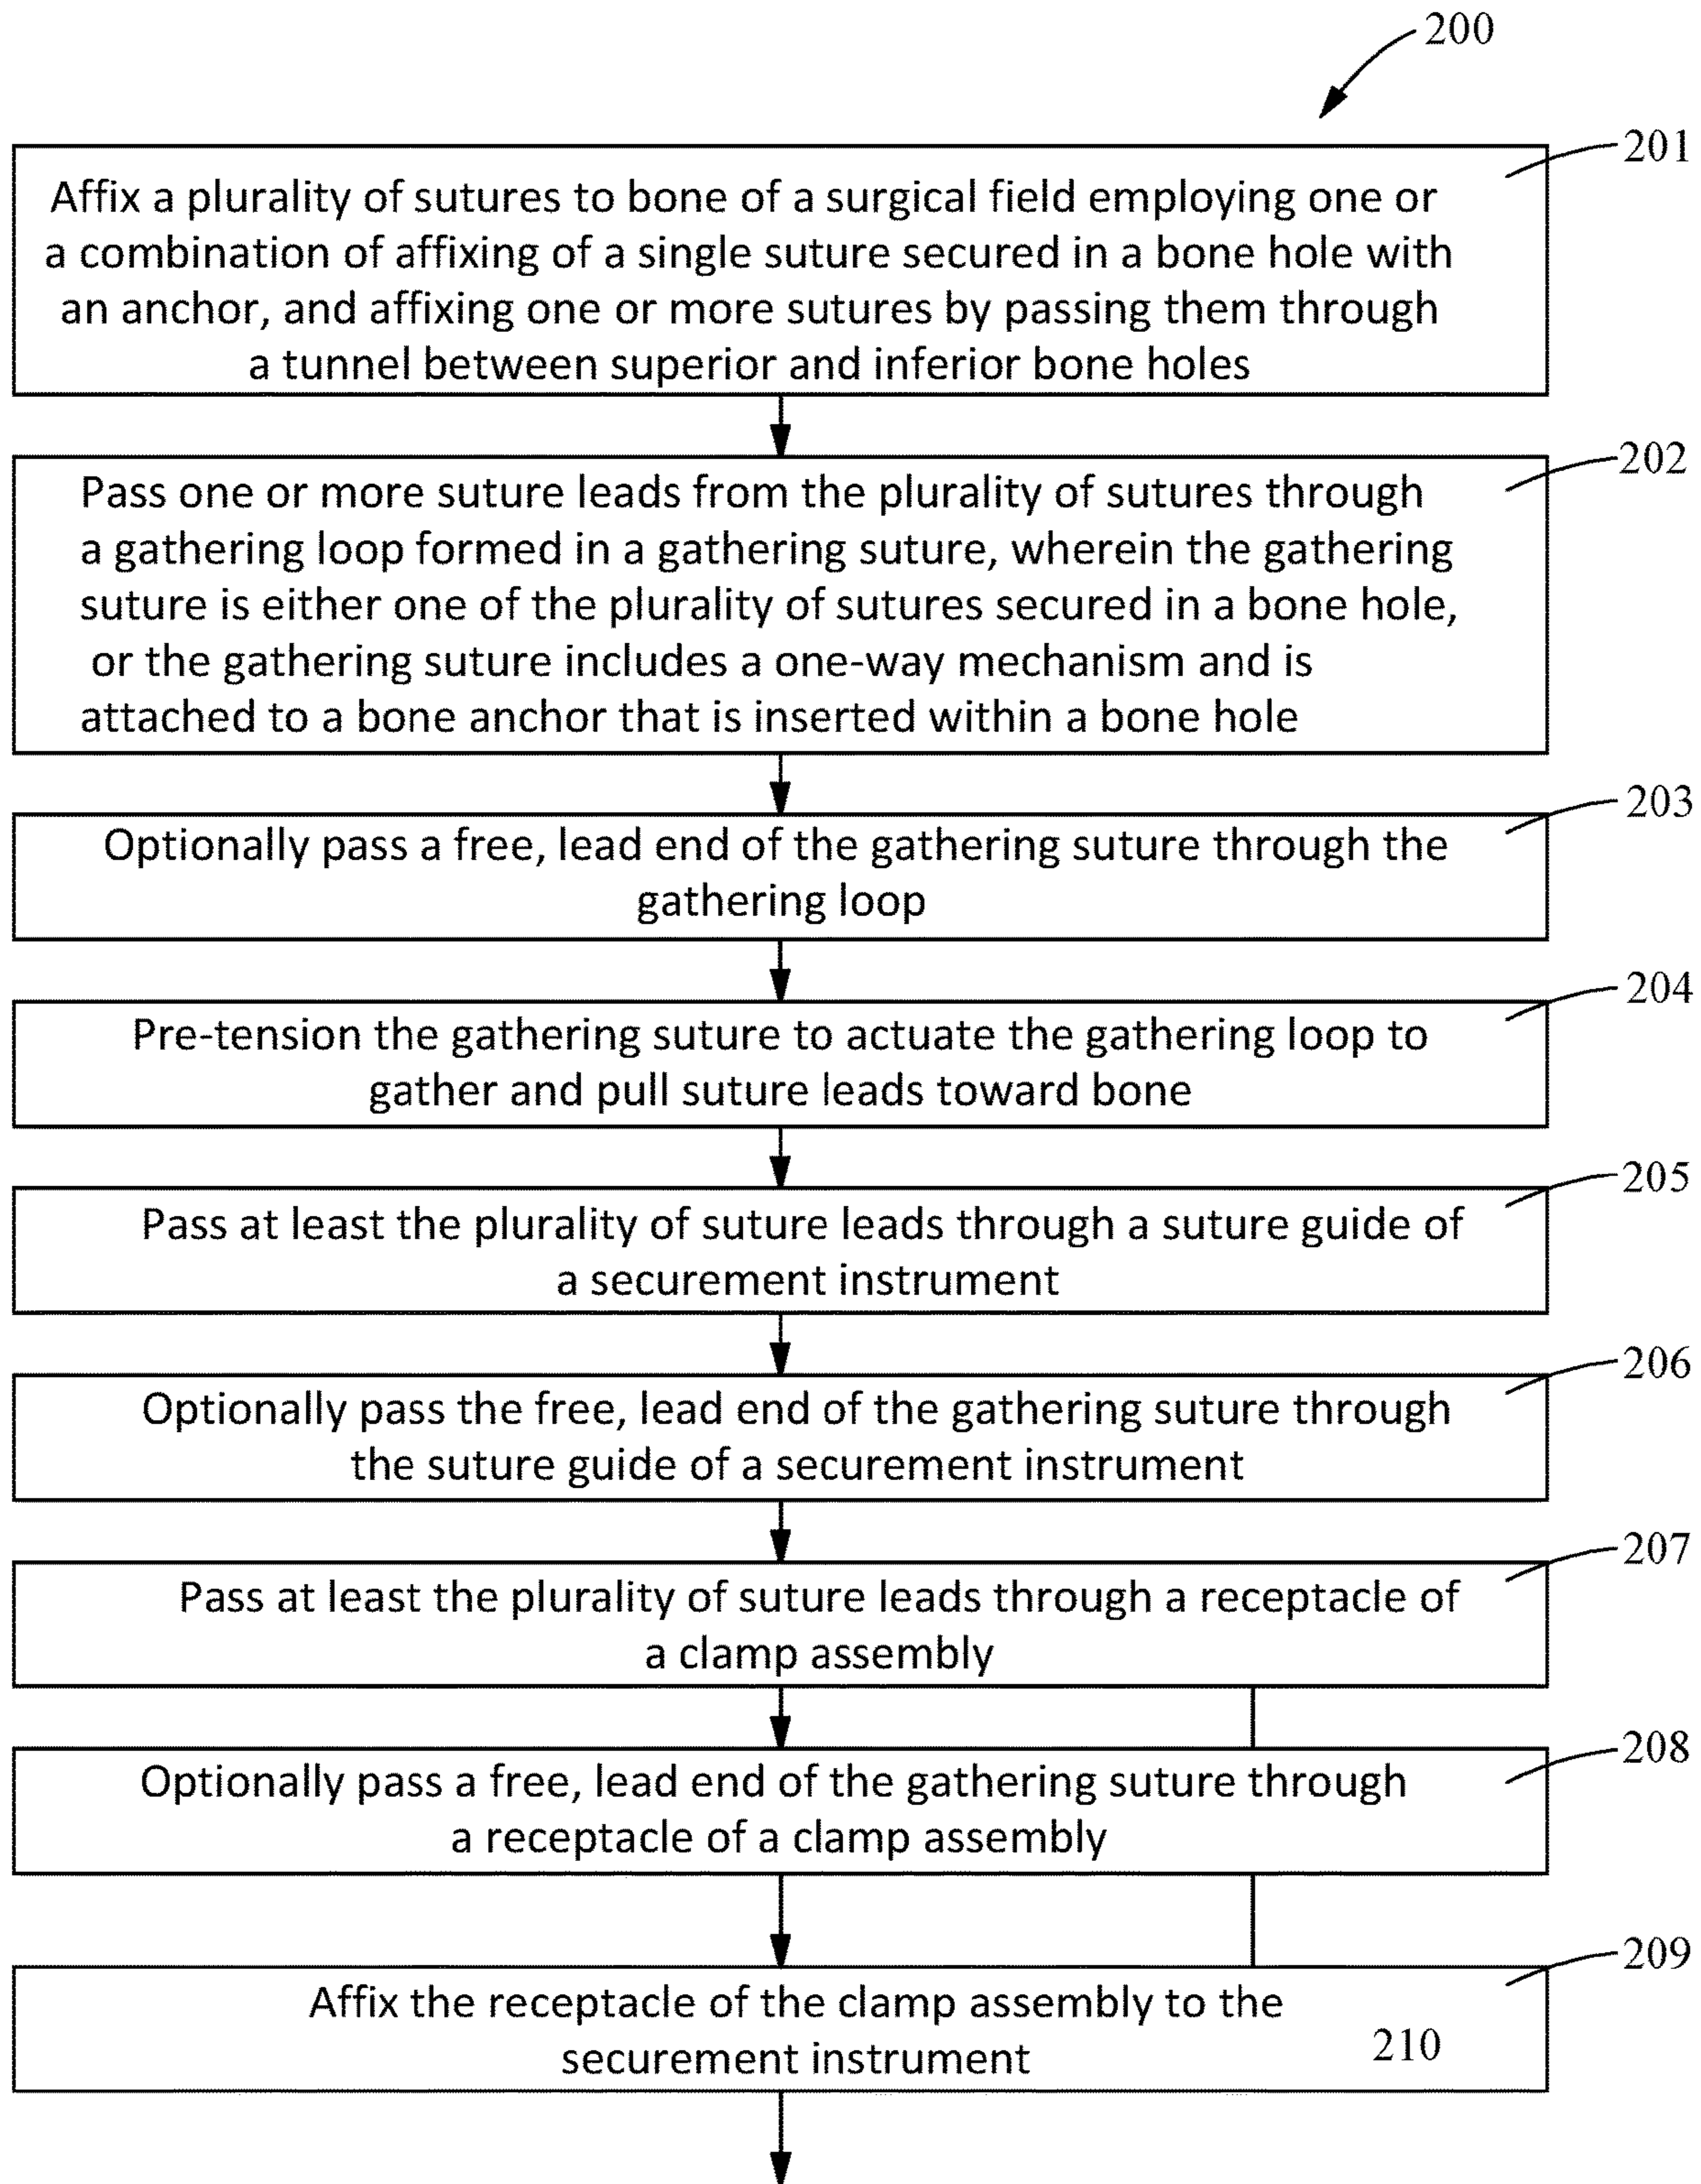 200
201
Affix a plurality of sutures to bone of a surgical field employing one or
a combination of affixing of a single suture secured in a bone hole with
an anchor, and affixing one or more sutures by passing them through
a tunnel between superior and inferior bone holes
202
Pass one or more suture leads from the plurality of sutures through
a gathering loop formed in a gathering suture, wherein the gathering
suture is either one of the plurality of sutures secured in a bone hole,
or the gathering suture includes a one-way mechanism and is
attached to a bone anchor that is inserted within a bone hole
203
Optionally pass a free, lead end of the gathering suture through the
gathering loop
204
Pre-tension the gathering suture to actuate the gathering loop to
gather and pull suture leads toward bone
205
Pass at least the plurality of suture leads through a suture guide of
a securement instrument
206
Optionally pass the free, lead end of the gathering suture through
the suture guide of a securement instrument
207
Pass at least the plurality of suture leads through a receptacle of
a clamp assembly
208
Optionally pass a free, lead end of the gathering suture through
a receptacle of a clamp assembly
209
Affix the receptacle of the clamp assembly to the
securement instrument
210